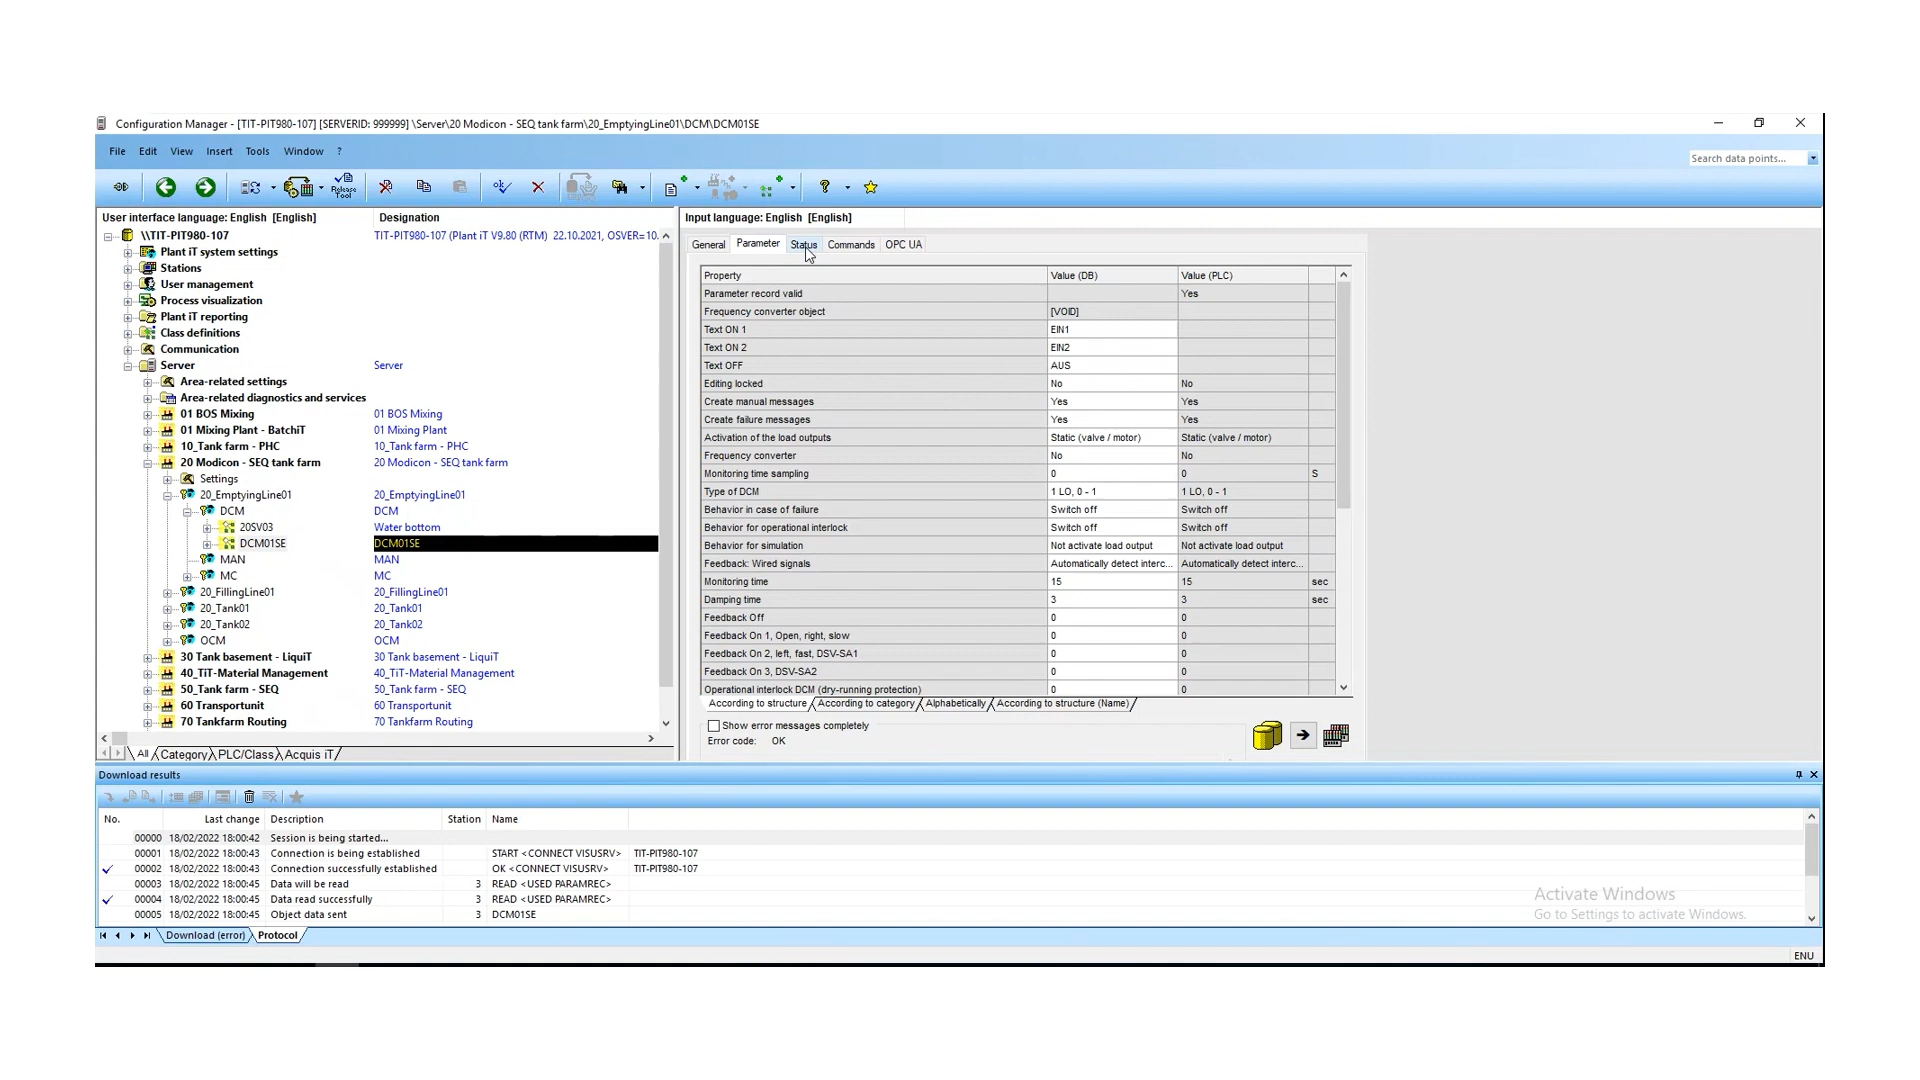 Configuration Manager - [TIT-PIT980-107] [SERVERID: 999999] \Server\20 Modicon - SEQ tank farm\20_EmptyingLine01\DCM\DCM01SE
File Edit View Insert Tools Window ?
Search data points...
ok
Release Tool
User interface language: English [English] Designation
\\TIT-PIT980-107 TIT-PIT980-107 (Plant iT V9.80 (RTM) 22.10.2021, OSVER=10.
Plant iT system settings
Stations
User management
Process visualization
Plant iT reporting
Class definitions
Communication
Server Server
Area-related settings
Area-related diagnostics and services
01 BOS Mixing 01 BOS Mixing
01 Mixing Plant - BatchiT 01 Mixing Plant
10_Tank farm - PHC 10_Tank farm - PHC
20 Modicon - SEQ tank farm 20 Modicon - SEQ tank farm
Settings
20_EmptyingLine01 20_EmptyingLine01
DCM DCM
20SV03 Water bottom
DCM01SE DCM01SE
MAN MAN
MC MC
20_FillingLine01 20_FillingLine01
20_Tank01 20_Tank01
20_Tank02 20_Tank02
OCM OCM
30 Tank basement - LiquiT 30 Tank basement - LiquiT
40_TiT-Material Management 40_TiT-Material Management
50_Tank farm - SEQ 50_Tank farm - SEQ
60 Transportunit 60 Transportunit
70 Tankfarm Routing 70 Tankfarm Routing
All Category PLC/Class Acquis iT
Input language: English [English]
General Parameter Status Commands OPC UA
Property Value (DB) Value (PLC)
Parameter record valid Yes
Frequency converter object [VOID]
Text ON 1 EIN1
Text ON 2 EIN2
Text OFF AUS
Editing locked No No
Create manual messages Yes Yes
Create failure messages Yes Yes
Activation of the load outputs Static (valve / motor) Static (valve / motor)
Frequency converter No No
Monitoring time sampling 0 0 S
Type of DCM 1 LO, 0 - 1 1 LO, 0 - 1
Behavior in case of failure Switch off Switch off
Behavior for operational interlock Switch off Switch off
Behavior for simulation Not activate load output Not activate load output
Feedback: Wired signals Automatically detect interc... Automatically detect interc...
Monitoring time 15 15 sec
Damping time 3 3 sec
Feedback Off 0 0
Feedback On 1, Open, right, slow 0 0
Feedback On 2, left, fast, DSV-SA1 0 0
Feedback On 3, DSV-SA2 0 0
Operational interlock DCM (dry-running protection) 0 0
According to structure According to category Alphabetically According to structure (Name)
Show error messages completely
Error code: OK
Download results
No. Last change Description Station Name
00000 18/02/2022 18:00:42 Session is being started...
00001 18/02/2022 18:00:43 Connection is being established START <CONNECT VISUSRV> TIT-PIT980-107
00002 18/02/2022 18:00:43 Connection successfully established OK <CONNECT VISUSRV> TIT-PIT980-107
00003 18/02/2022 18:00:45 Data will be read 3 READ <USED PARAMREC>
00004 18/02/2022 18:00:45 Data read successfully 3 READ <USED PARAMREC>
00005 18/02/2022 18:00:45 Object data sent 3 DCM01SE
Activate Windows
Go to Settings to activate Windows.
Download (error) Protocol
ENU